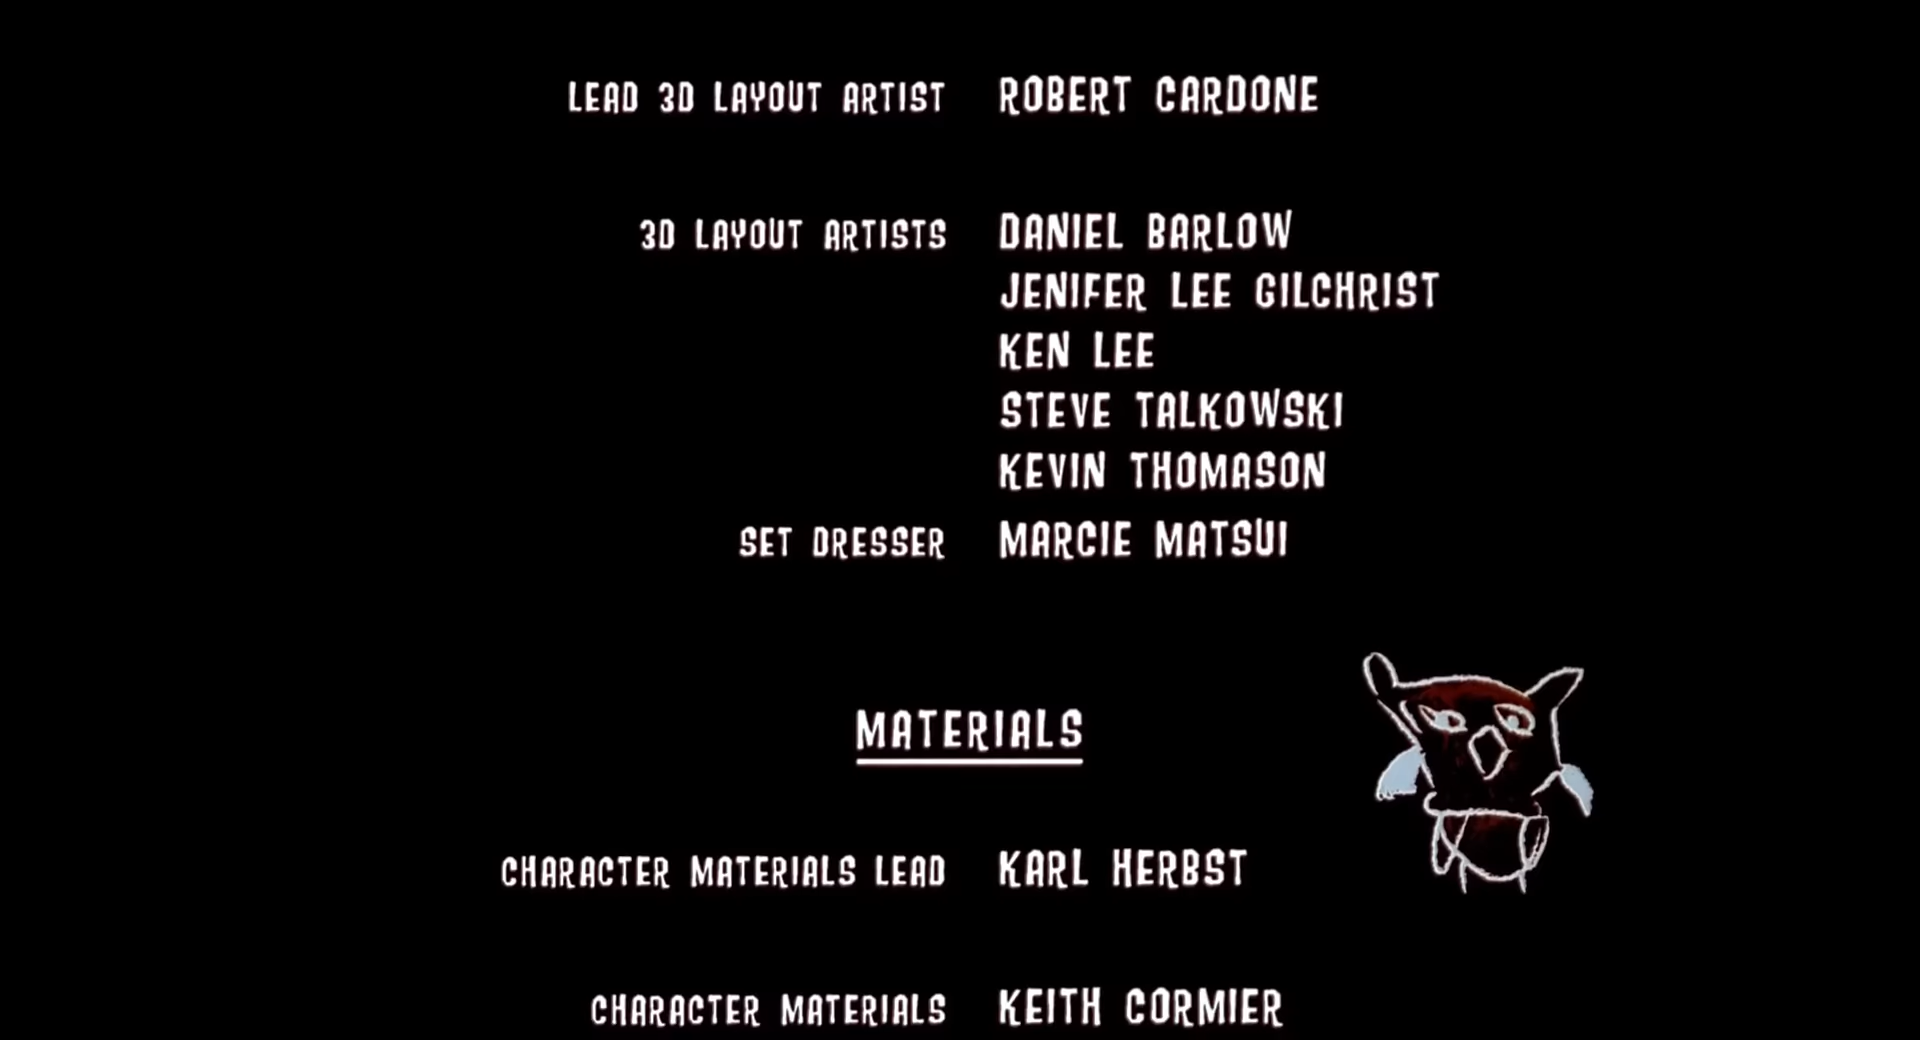 LEAD 3D LAYOUT ARTIST ROBERT CARDONE
3D LAYOUT ARTISTS DANIEL BARLOW
JENIFER LEE GILCHRIST
KEN LEE
STEVE TALKOWSKI
KEVIN THOMASON
SET DRESSER MARCIE MATSUI
MATERIALS
CHARACTER MATERIALS LEAD KARL HERBST
CHARACTER MATERIALS KEITH CORMIER